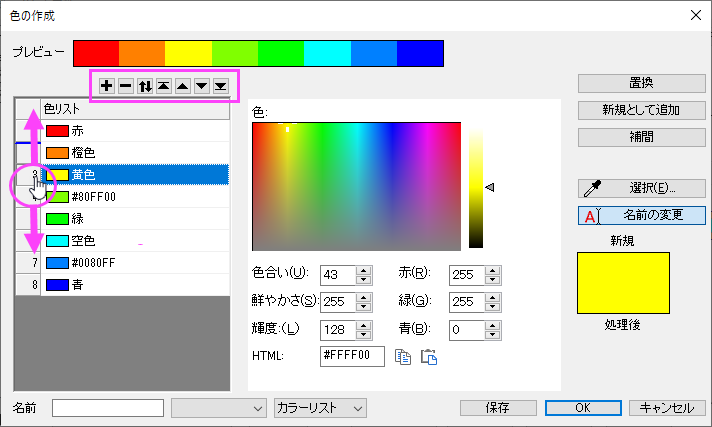 色の作成
プレビュー
色リスト
赤
橙色
3 黄色
#80FF00
緑
空色
7 #0080FF
8 青
色:
色合い(U): 43 赤(R): 255
鮮やかさ(S): 255 緑(G): 255
輝度:(L) 128 青(B): 0
HTML: #FFFF00
置換
新規として追加
補間
選択(E)...
名前の変更
新規
処理後
名前 カラーリスト 保存 OK キャンセル